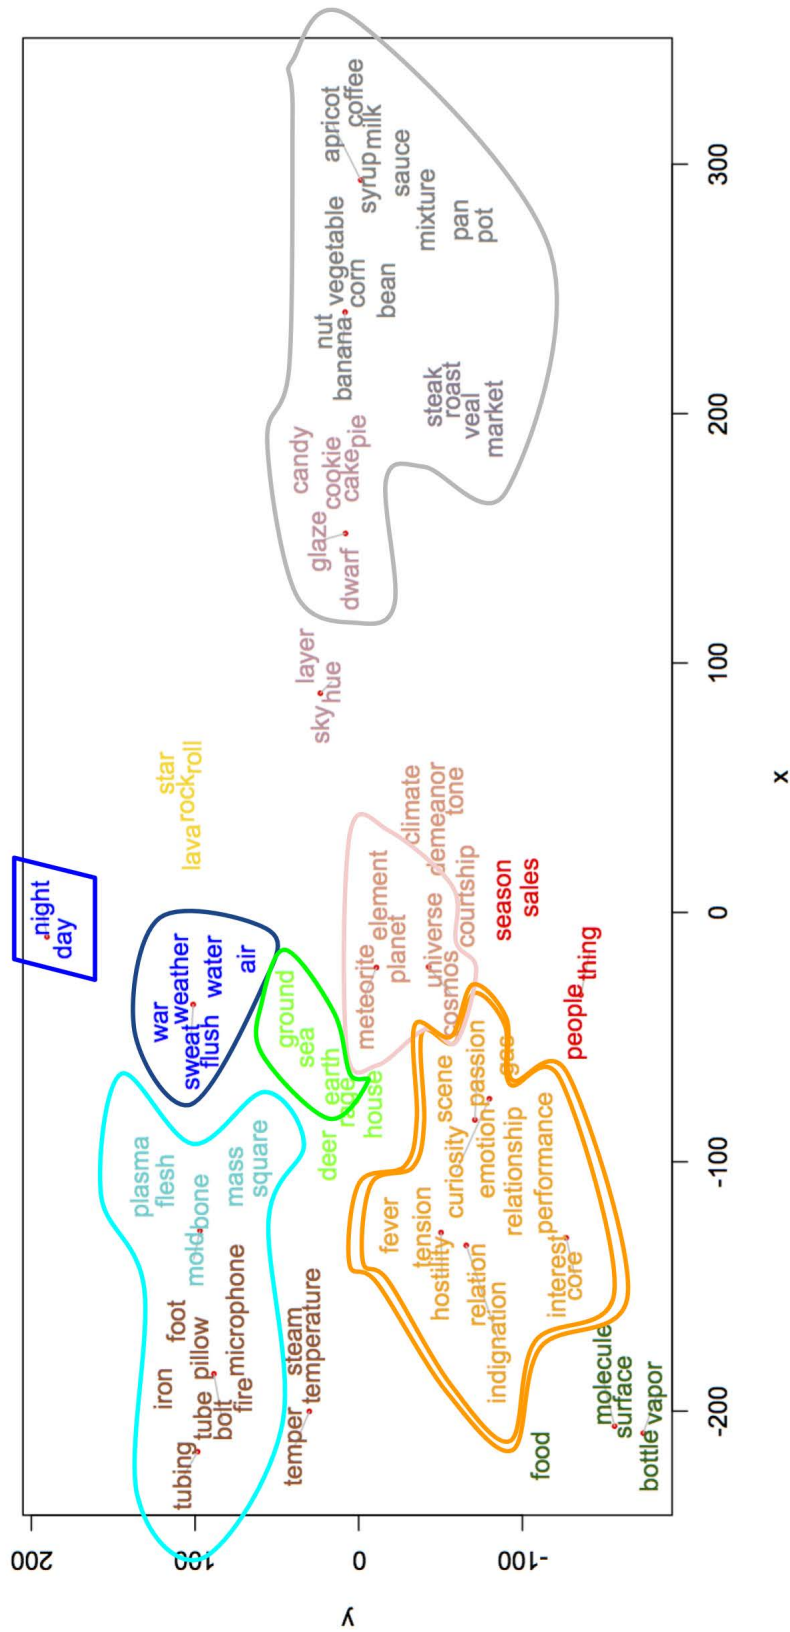 200
100
0
-100
y
-200
-100
0
100
200
300
x
night
day
war
weather
sweat
flush
water
air
star
rock
roll
lava
plasma
flesh
bone
mold
mass
square
ground
sea
earth
rage
house
deer
foot
iron
pillow
tube
bolt
microphone
fire
tubing
steam
temperature
temper
sky
layer
hue
glaze
dwarf
candy
cookie
cake
pie
nut
vegetable
banana
corn
bean
apricot
coffee
milk
syrup
sauce
mixture
pan
pot
steak
roast
veal
market
element
meteorite
planet
universe
cosmos
climate
demeanor
tone
courtship
season
sales
people
thing
scene
passion
gas
curiosity
emotion
relationship
performance
fever
tension
hostility
relation
indignation
interest
core
food
molecule
surface
bottle
vapor